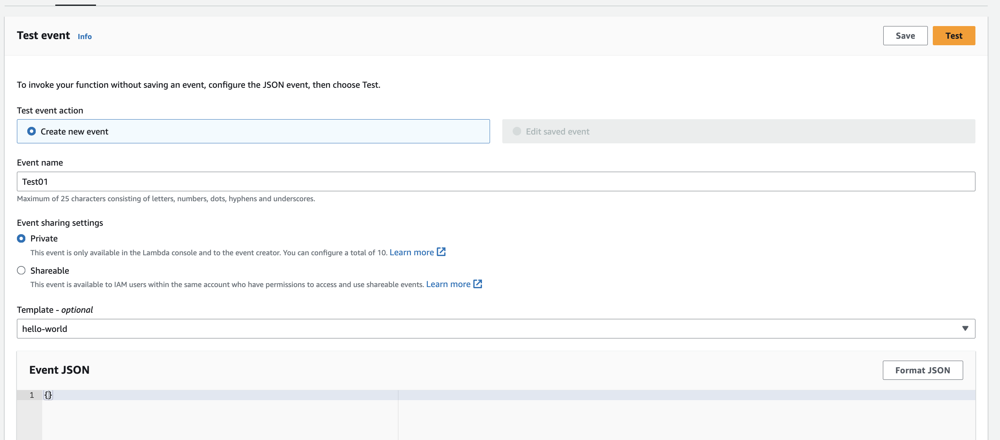 Test event Info
Save Test
To invoke your function without saving an event, configure the JSON event, then choose Test.
Test event action
Create new event
Edit saved event
Event name
Test01
Maximum of 25 characters consisting of letters, numbers, dots, hyphens and underscores.
Event sharing settings
Private
This event is only available in the Lambda console and to the event creator. You can configure a total of 10. Learn more
Shareable
This event is available to IAM users within the same account who have permissions to access and use shareable events. Learn more
Template - optional
hello-world
Event JSON
Format JSON
1 {}